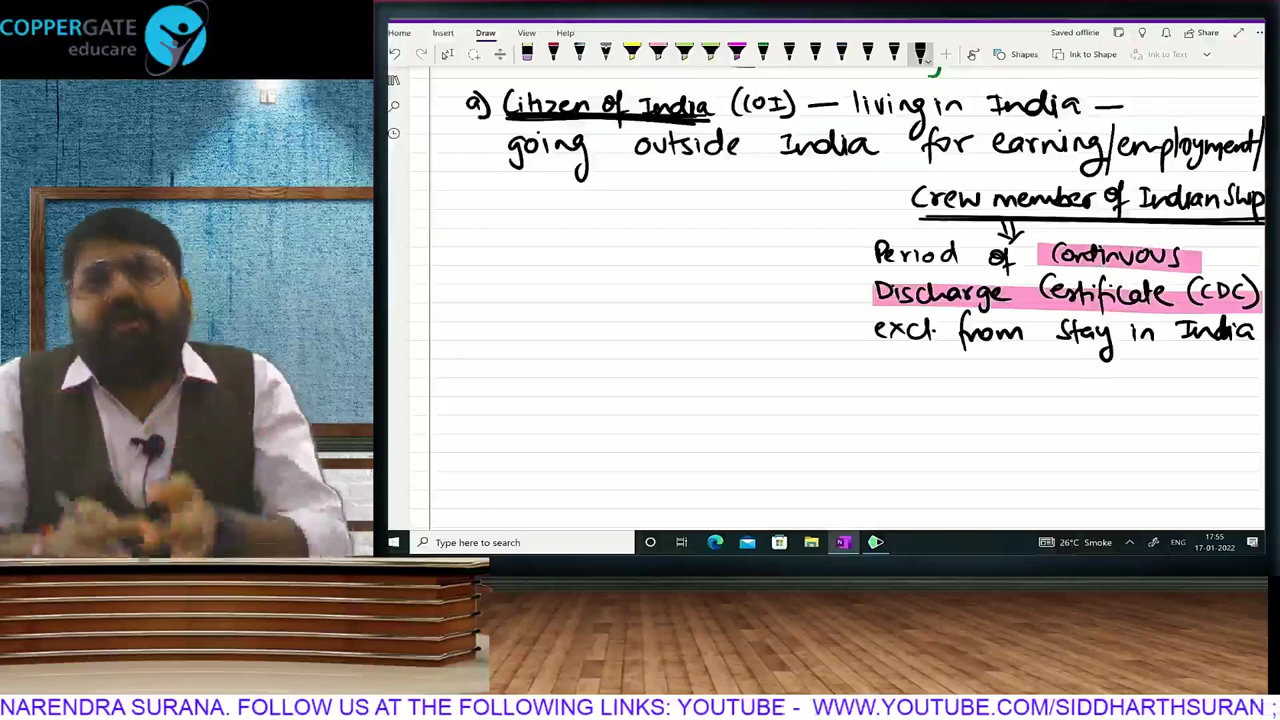 COPPERGATE
educare
Home Insert Draw View Help
Saved offline Share
Shapes Ink to Shape Ink to Text
a) Citizen of India (COI) — living in India —
going outside India for earning/employment/
Crew member of Indian Ship
Period of Continuous
Discharge Certificate (CDC)
excl. from stay in India
Type here to search
26°C Smoke ENG 17:55
17-01-2022
NARENDRA SURANA. FOLLOW US AT THE FOLLOWING LINKS: YOUTUBE - WWW.YOUTUBE.COM/SIDDHARTHSURAN ;